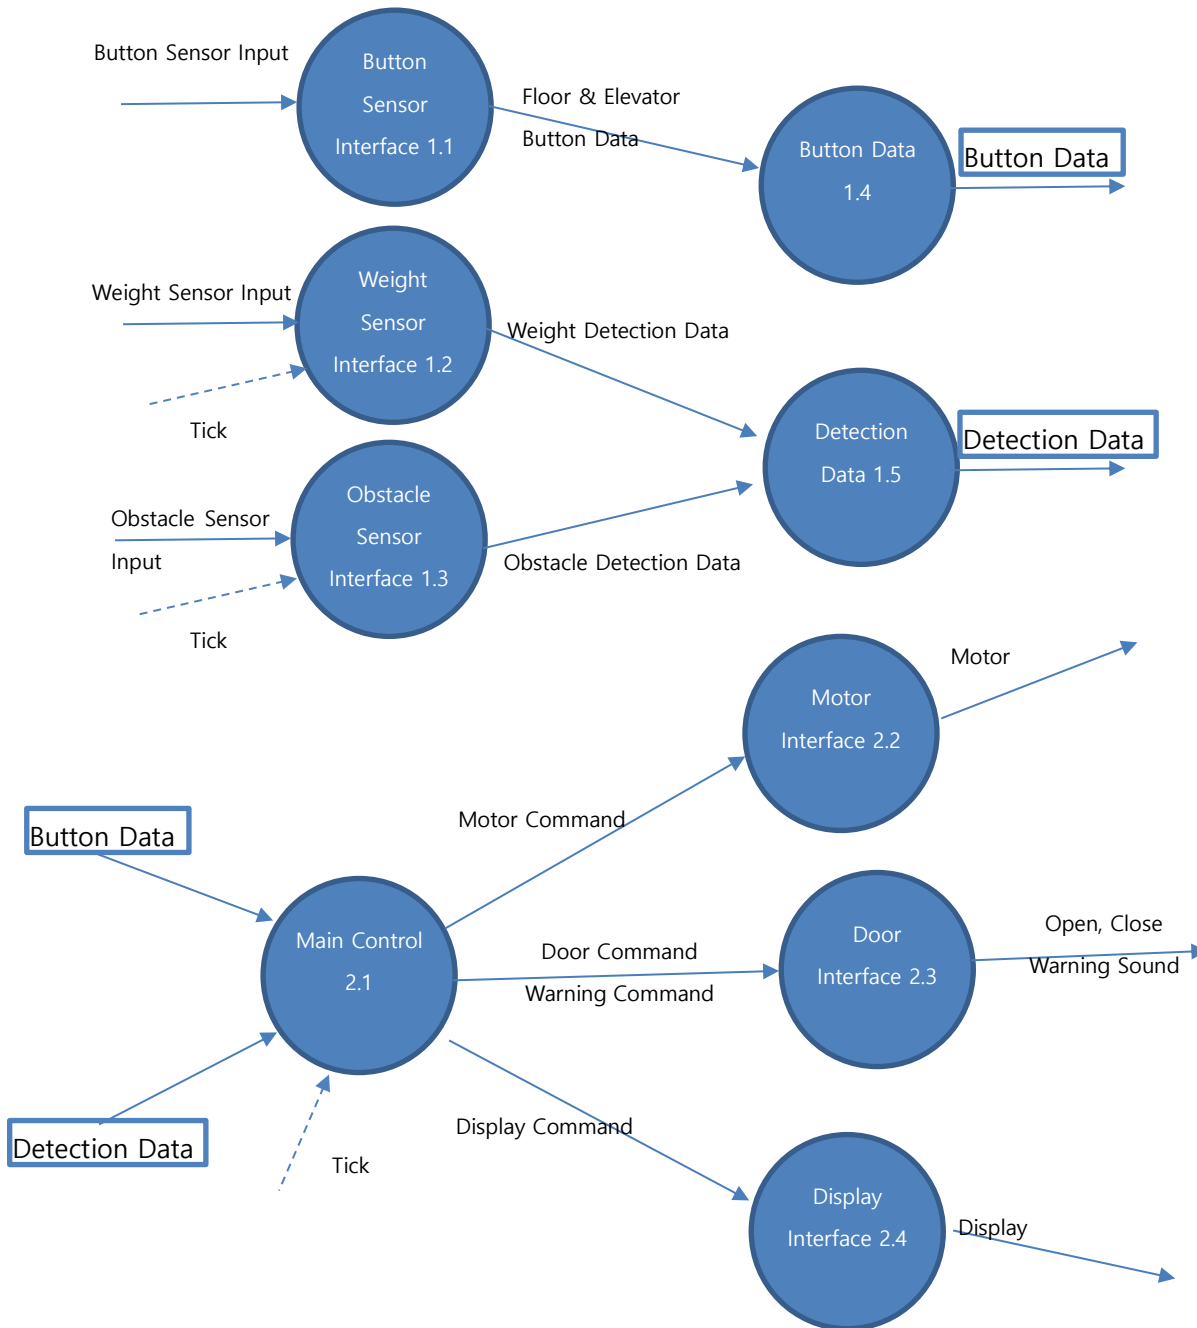 Button Sensor Input
Button
Sensor
Interface 1.1
Floor & Elevator
Button Data
Button Data
1.4
Button Data
Weight Sensor Input
Weight
Sensor
Interface 1.2
Tick
Weight Detection Data
Detection
Data 1.5
Detection Data
Obstacle Sensor
Input
Obstacle
Sensor
Interface 1.3
Tick
Obstacle Detection Data
Motor
Interface 2.2
Motor
Button Data
Motor Command
Main Control
2.1
Door Command
Warning Command
Door
Interface 2.3
Open, Close
Warning Sound
Detection Data
Tick
Display Command
Display
Interface 2.4
Display